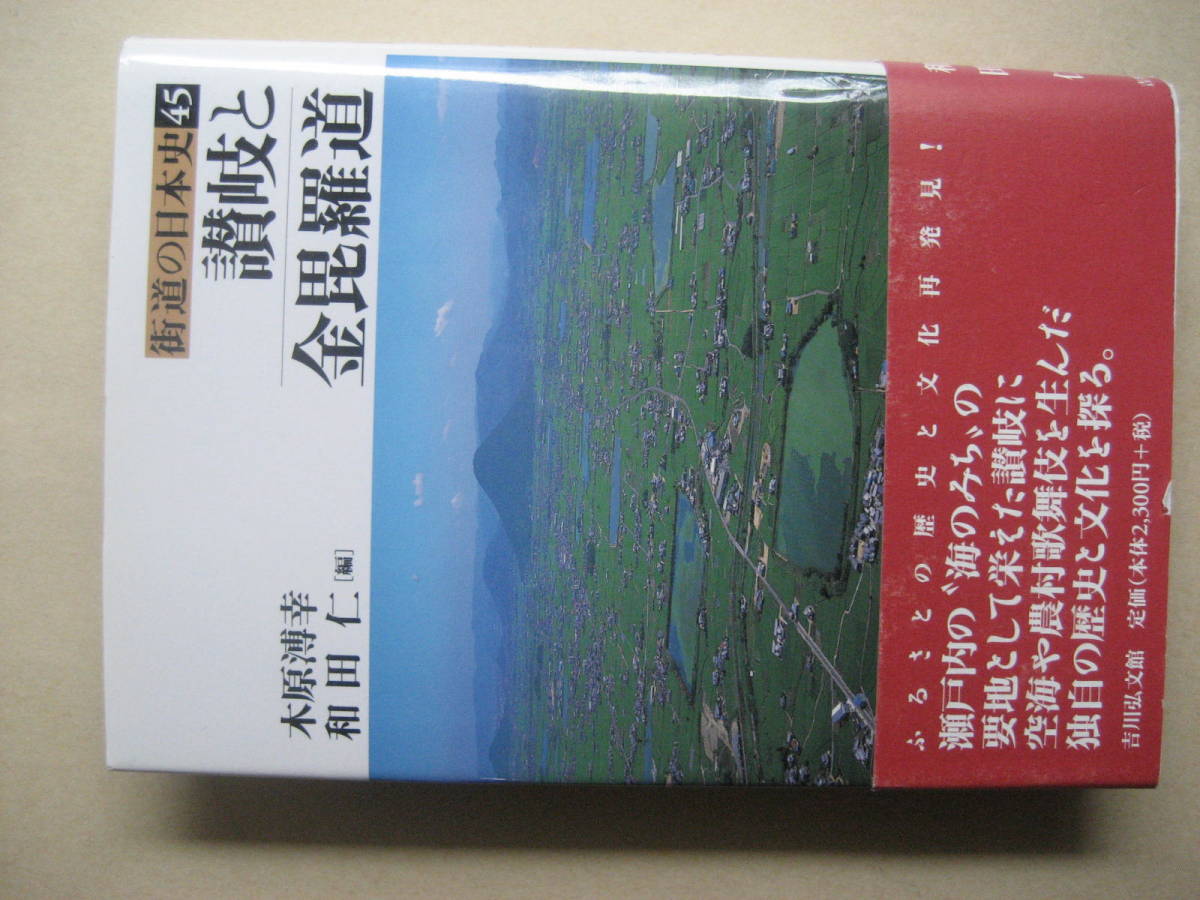 街道の日本史45
讃岐と
金毘羅道
木原溥幸
和田仁[編]
ふるさとの歴史と文化再発見!
瀬戸内の〝海のみち〟の
要地として栄えた讃岐に
空海や農村歌舞伎を生んだ
独自の歴史と文化を探る。
吉川弘文館 定価(本体2,300円+税)